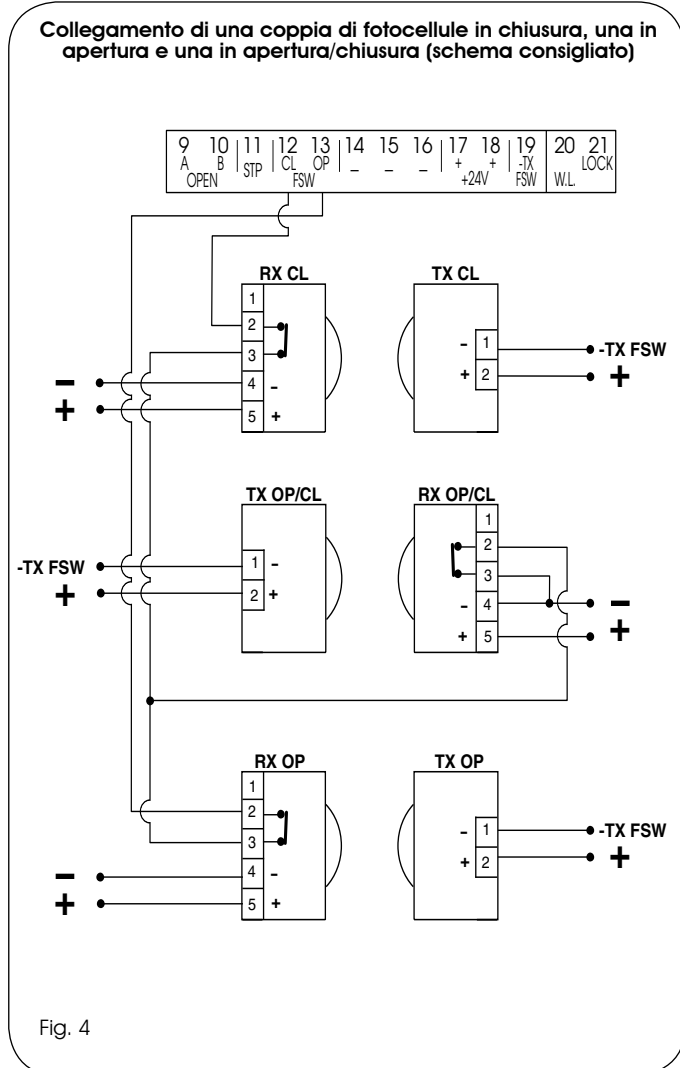 Collegamento di una coppia di fotocellule in chiusura, una in
apertura e una in apertura/chiusura (schema consigliato)
9 10 11 12 13 14 15 16 17 18 19 20 21
A B STP CL OP - - - + + -TX LOCK
OPEN FSW +24V FSW W.L.
RX CL TX CL
1
2
3
4 -
5 +
-
+
- 1 -TX FSW
+ 2 +
TX OP/CL RX OP/CL
-TX FSW 1 -
+ 2 +
1
2
3
- 4 -
+ 5 +
RX OP TX OP
1
2
3
- 4 -
+ 5 +
- 1 -TX FSW
+ 2 +
Fig. 4